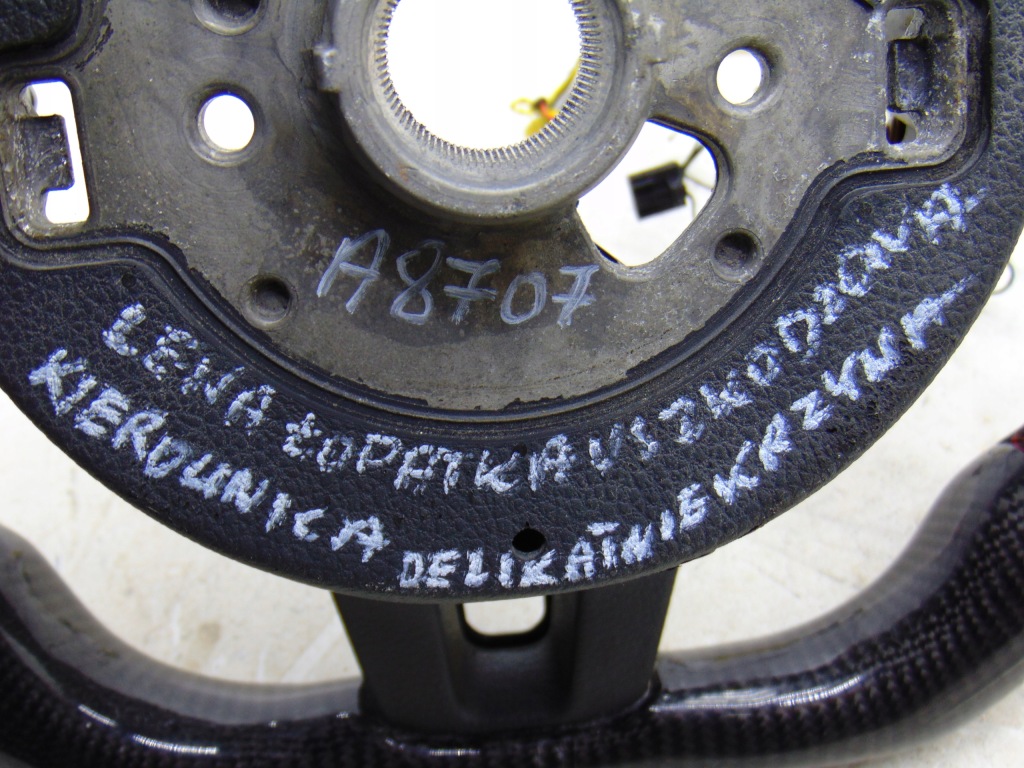 A8707
LEWA ŁOPATKA USZKODZONA
KIEROWNICA DELIKATNIE KRZYWA